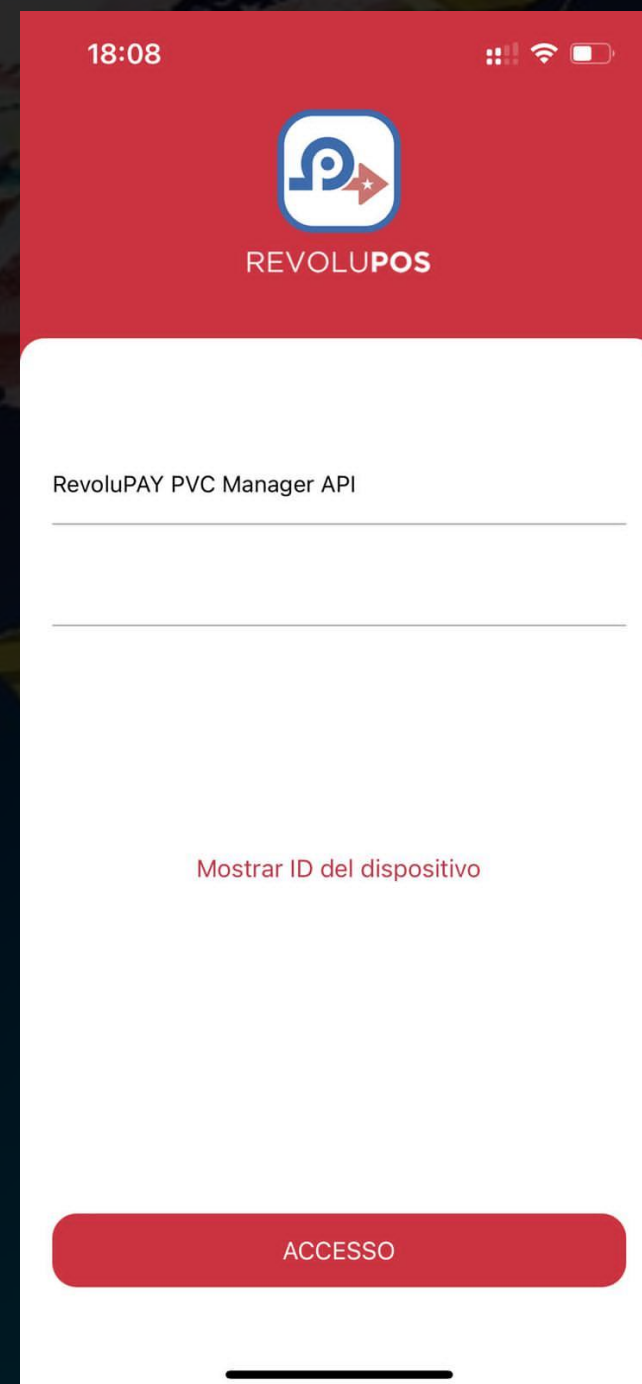 18:08
REVOLUPOS
RevoluPAY PVC Manager API
Mostrar ID del dispositivo
ACCESSO